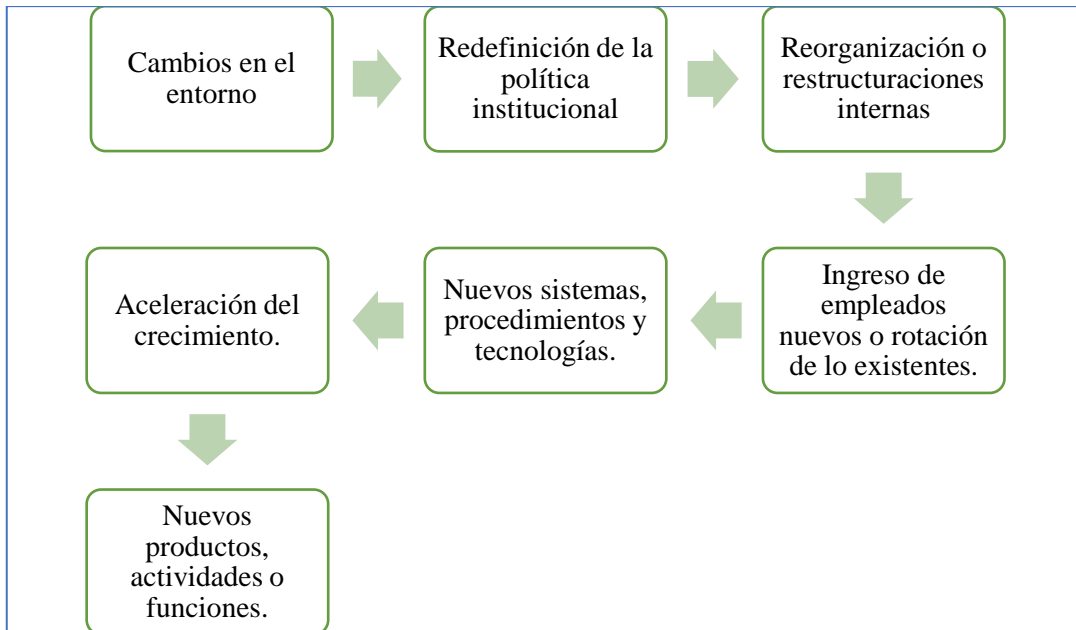 Cambios en el
entorno
Redefinición de la
política
institucional
Reorganización o
restructuraciones
internas
Ingreso de
empleados
nuevos o rotación
de lo existentes.
Nuevos sistemas,
procedimientos y
tecnologías.
Aceleración del
crecimiento.
Nuevos
productos,
actividades o
funciones.